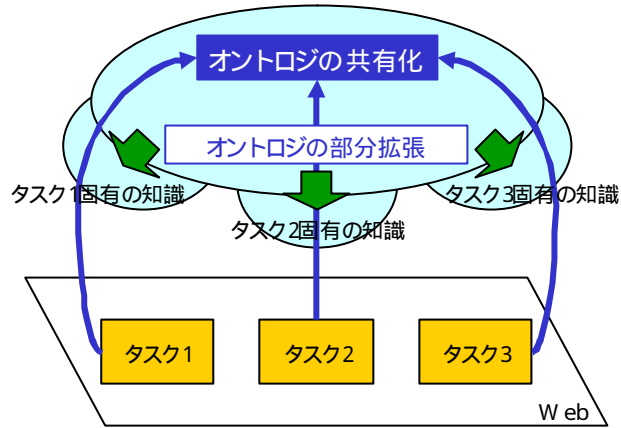 オントロジの共有化
オントロジの部分拡張
タスク1固有の知識
タスク3固有の知識
タスク2固有の知識
タスク1
タスク2
タスク3
Web